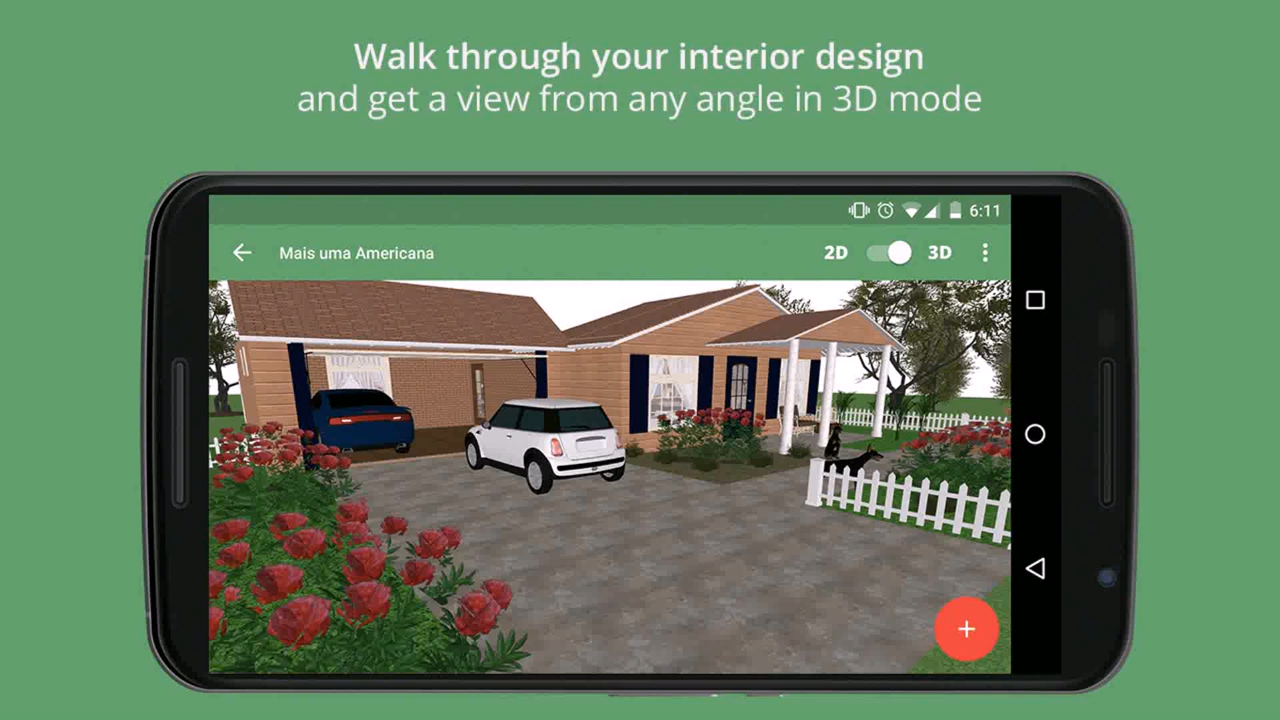 Walk through your interior design
and get a view from any angle in 3D mode
6:11
Mais uma Americana
2D 3D